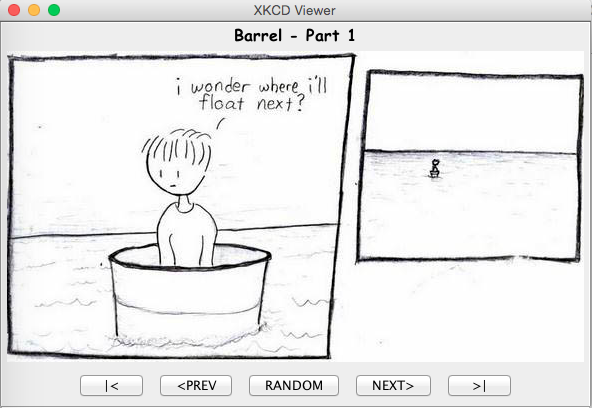 XKCD Viewer
Barrel - Part 1
i wonder where i'll
float next?
|<
<PREV
RANDOM
NEXT>
>|